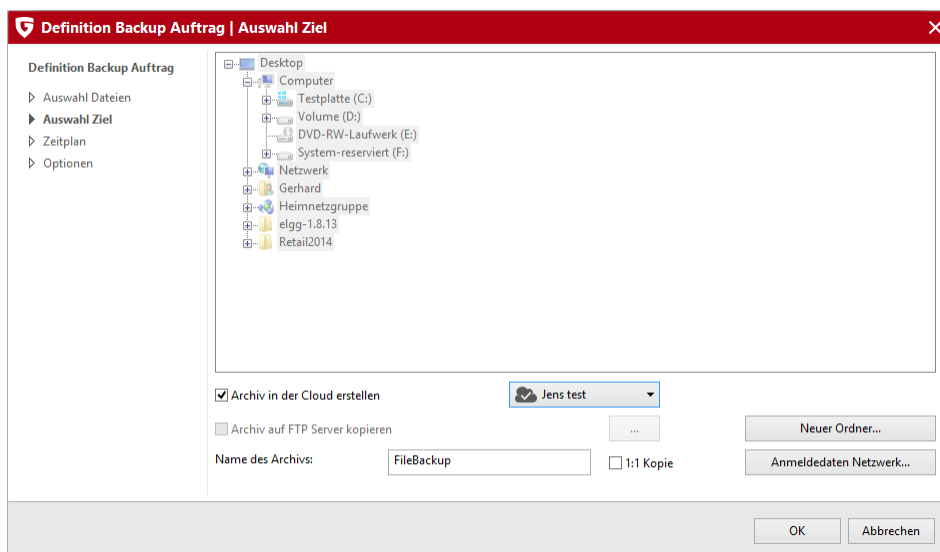 Definition Backup Auftrag | Auswahl Ziel
Definition Backup Auftrag
Auswahl Dateien
Auswahl Ziel
Zeitplan
Optionen
Desktop
Computer
Testplatte (C:)
Volume (D:)
DVD-RW-Laufwerk (E:)
System-reserviert (F:)
Netzwerk
Gerhard
Heimnetzgruppe
elgg-1.8.13
Retail2014
Archiv in der Cloud erstellen
Jens test
Archiv auf FTP Server kopieren
...
Neuer Ordner...
Name des Archivs:
FileBackup
1:1 Kopie
Anmeldedaten Netzwerk...
OK
Abbrechen